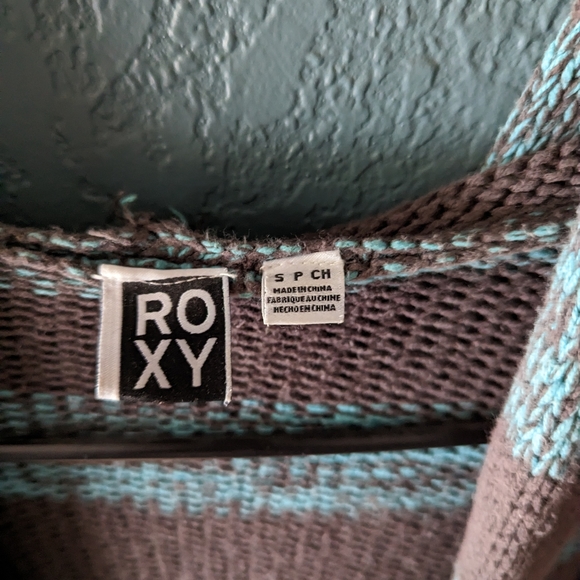 RO
XY
S P CH
MADE IN CHINA
FABRIQUE AU CHINE
HECHO EN CHINA